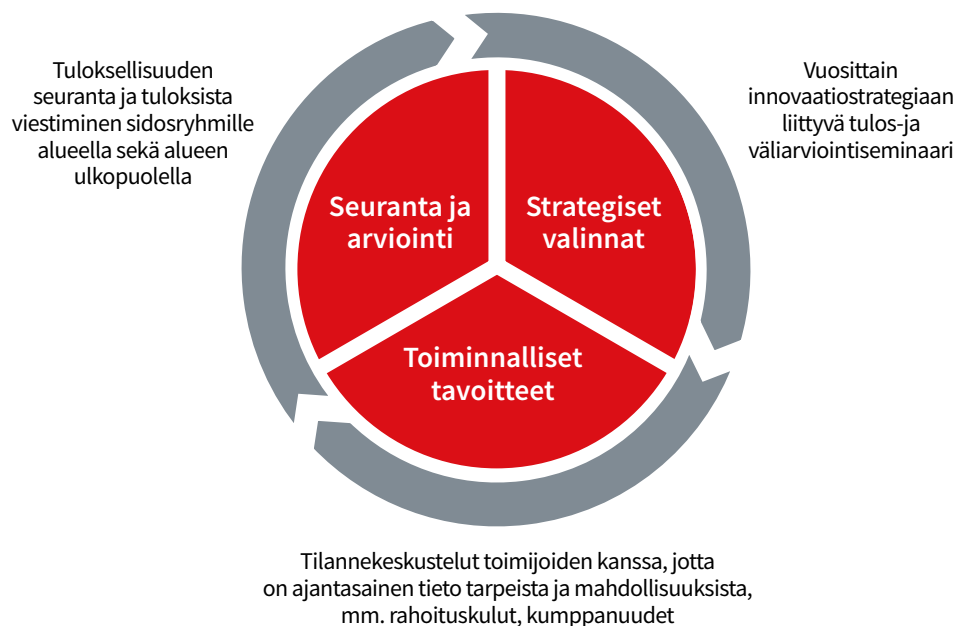 Tuloksellisuuden
seuranta ja tuloksista
viestiminen sidosryhmille
alueella sekä alueen
ulkopuolella
Vuosittain
innovaatiostrategiaan
liittyvä tulos-ja
väliarviointiseminaari
Seuranta ja
arviointi
Strategiset
valinnat
Toiminnalliset
tavoitteet
Tilannekeskustelut toimijoiden kanssa, jotta
on ajantasainen tieto tarpeista ja mahdollisuuksista,
mm. rahoituskulut, kumppanuudet